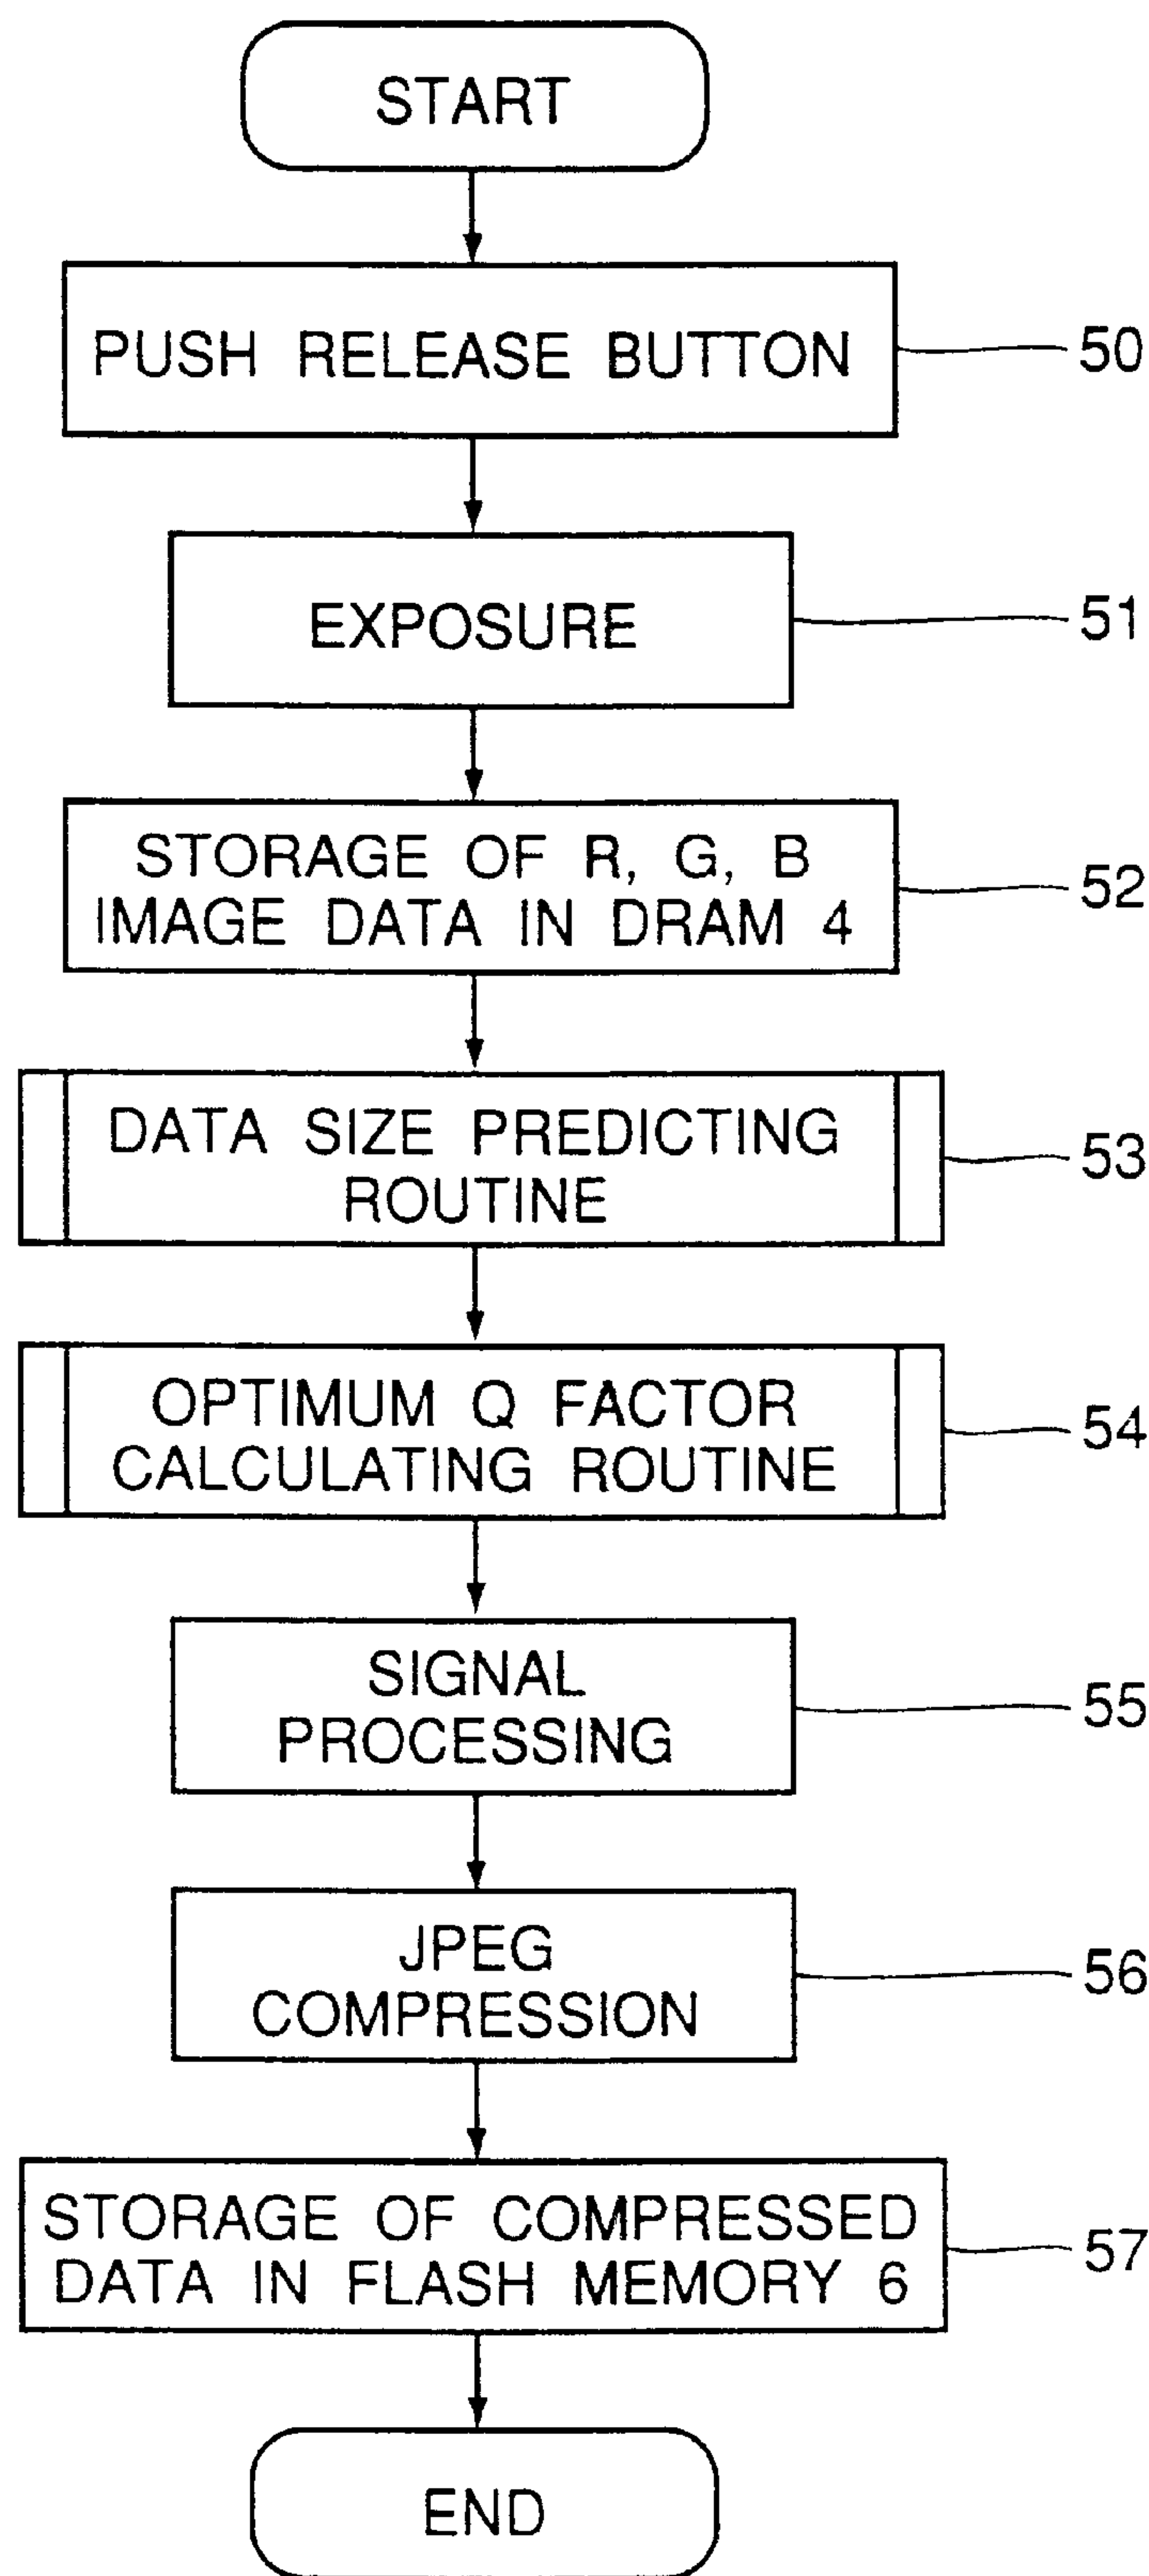 START
PUSH RELEASE BUTTON
50
EXPOSURE
51
STORAGE OF R, G, B
IMAGE DATA IN DRAM 4
52
DATA SIZE PREDICTING
ROUTINE
53
OPTIMUM Q FACTOR
CALCULATING ROUTINE
54
SIGNAL
PROCESSING
55
JPEG
COMPRESSION
56
STORAGE OF COMPRESSED
DATA IN FLASH MEMORY 6
57
END